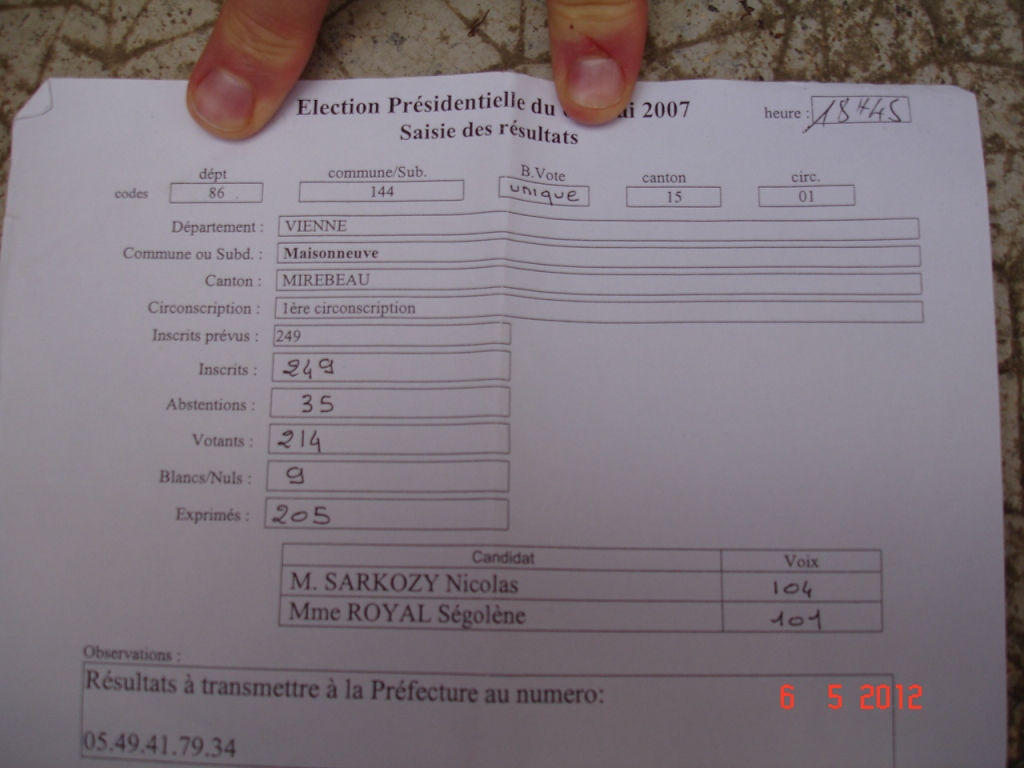 Election Présidentielle du 2007
heure : 18H45
Saisie des résultats
dépt commune/Sub. B.Vote canton circ.
codes 86 144 unique 15 01
Département : VIENNE
Commune ou Subd. : Maisonneuve
Canton : MIREBEAU
Circonscription : 1ère circonscription
Inscrits prévus : 249
Inscrits : 249
Abstentions : 35
Votants : 214
Blancs/Nuls : 9
Exprimés : 205
Candidat Voix
M. SARKOZY Nicolas 104
Mme ROYAL Ségolène 101
Observations :
Résultats à transmettre à la Préfecture au numero:
05.49.41.79.34
6 5 2012